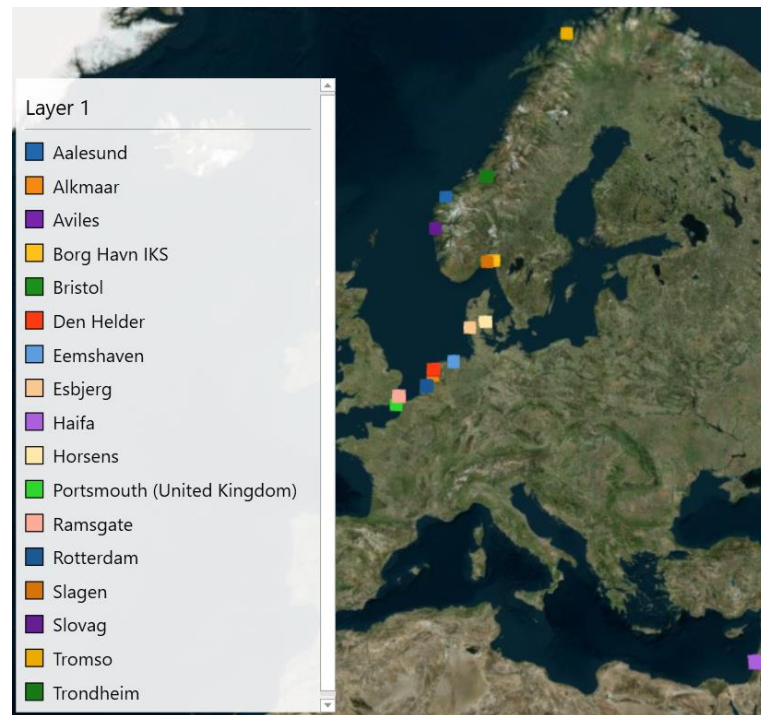 Layer 1
Aalesund
Alkmaar
Aviles
Borg Havn IKS
Bristol
Den Helder
Eemshaven
Esbjerg
Haifa
Horsens
Portsmouth (United Kingdom)
Ramsgate
Rotterdam
Slagen
Slovag
Tromso
Trondheim